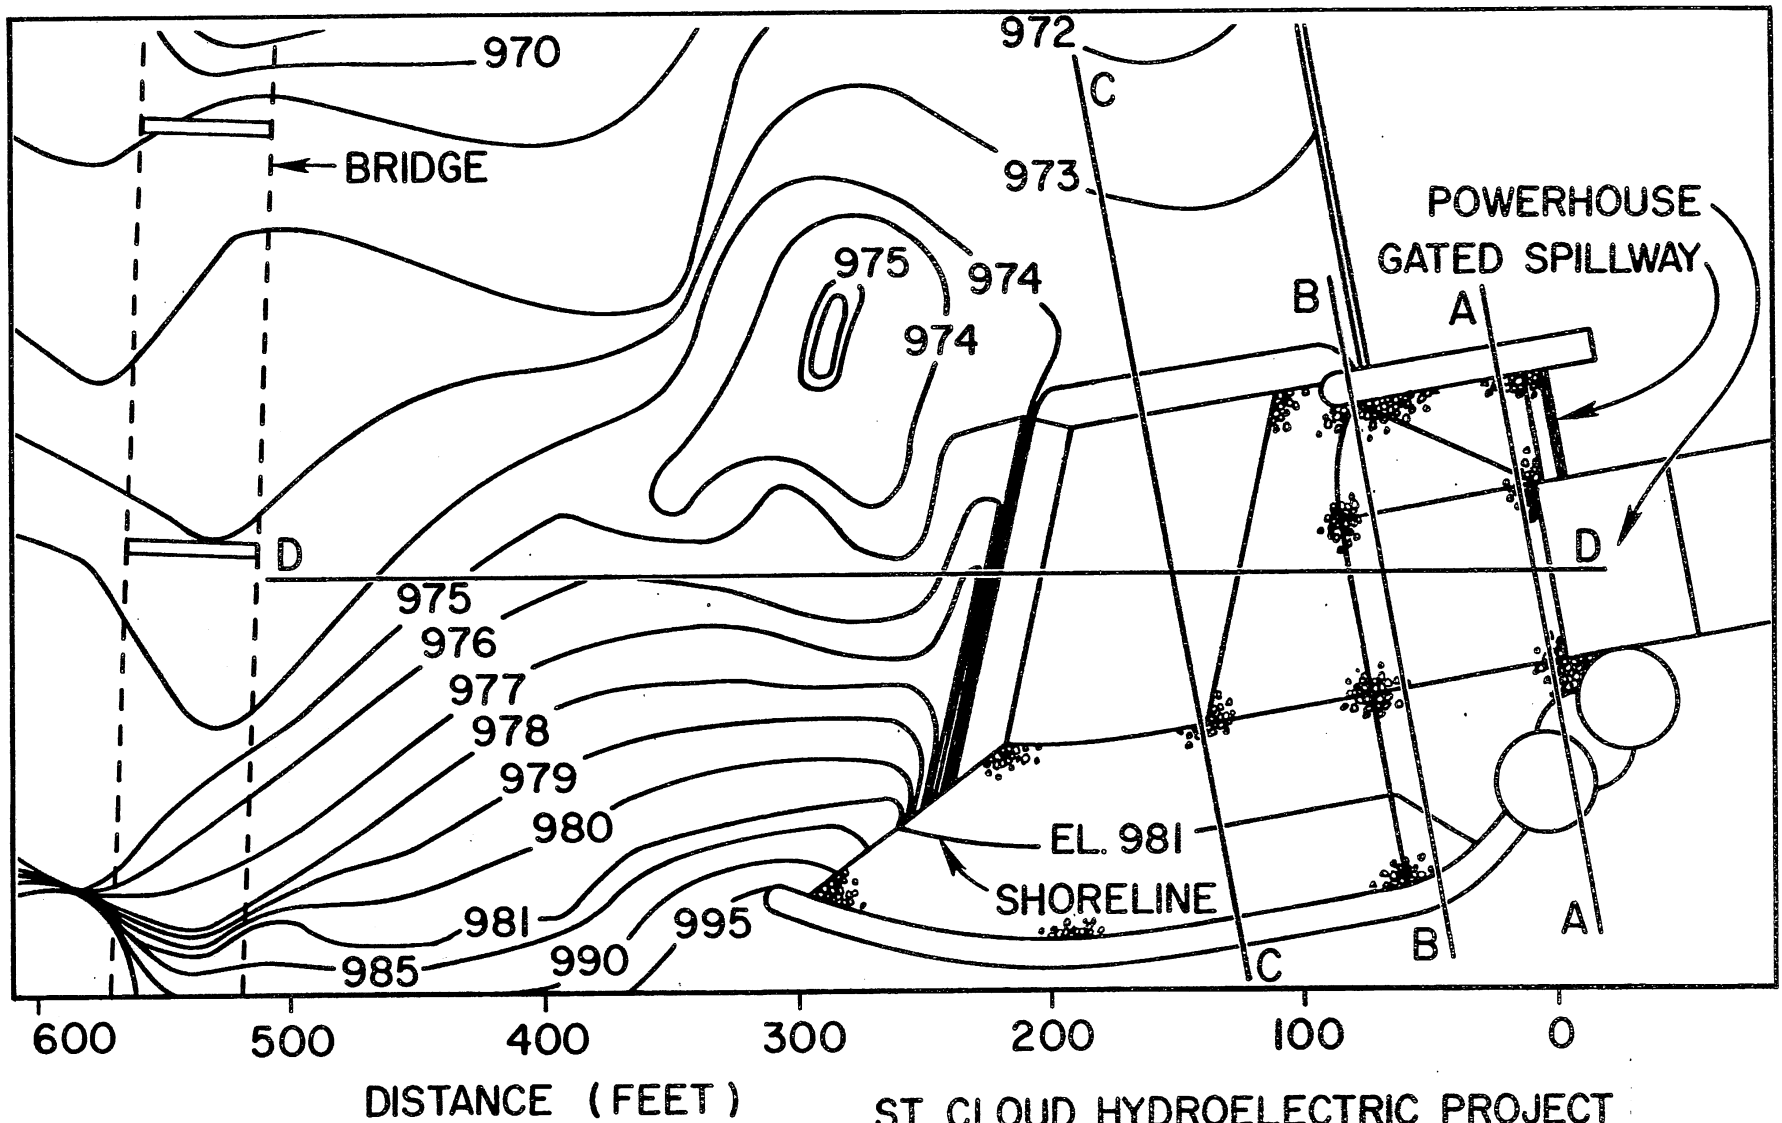 970
972
C
BRIDGE
973
POWERHOUSE
GATED SPILLWAY
975
974
B
A
974
D
D
975
976
977
978
979
980
EL. 981
SHORELINE
981
995
990
985
A
B
C
600 500 400 300 200 100 0
DISTANCE (FEET)
ST CLOUD HYDROELECTRIC PROJECT